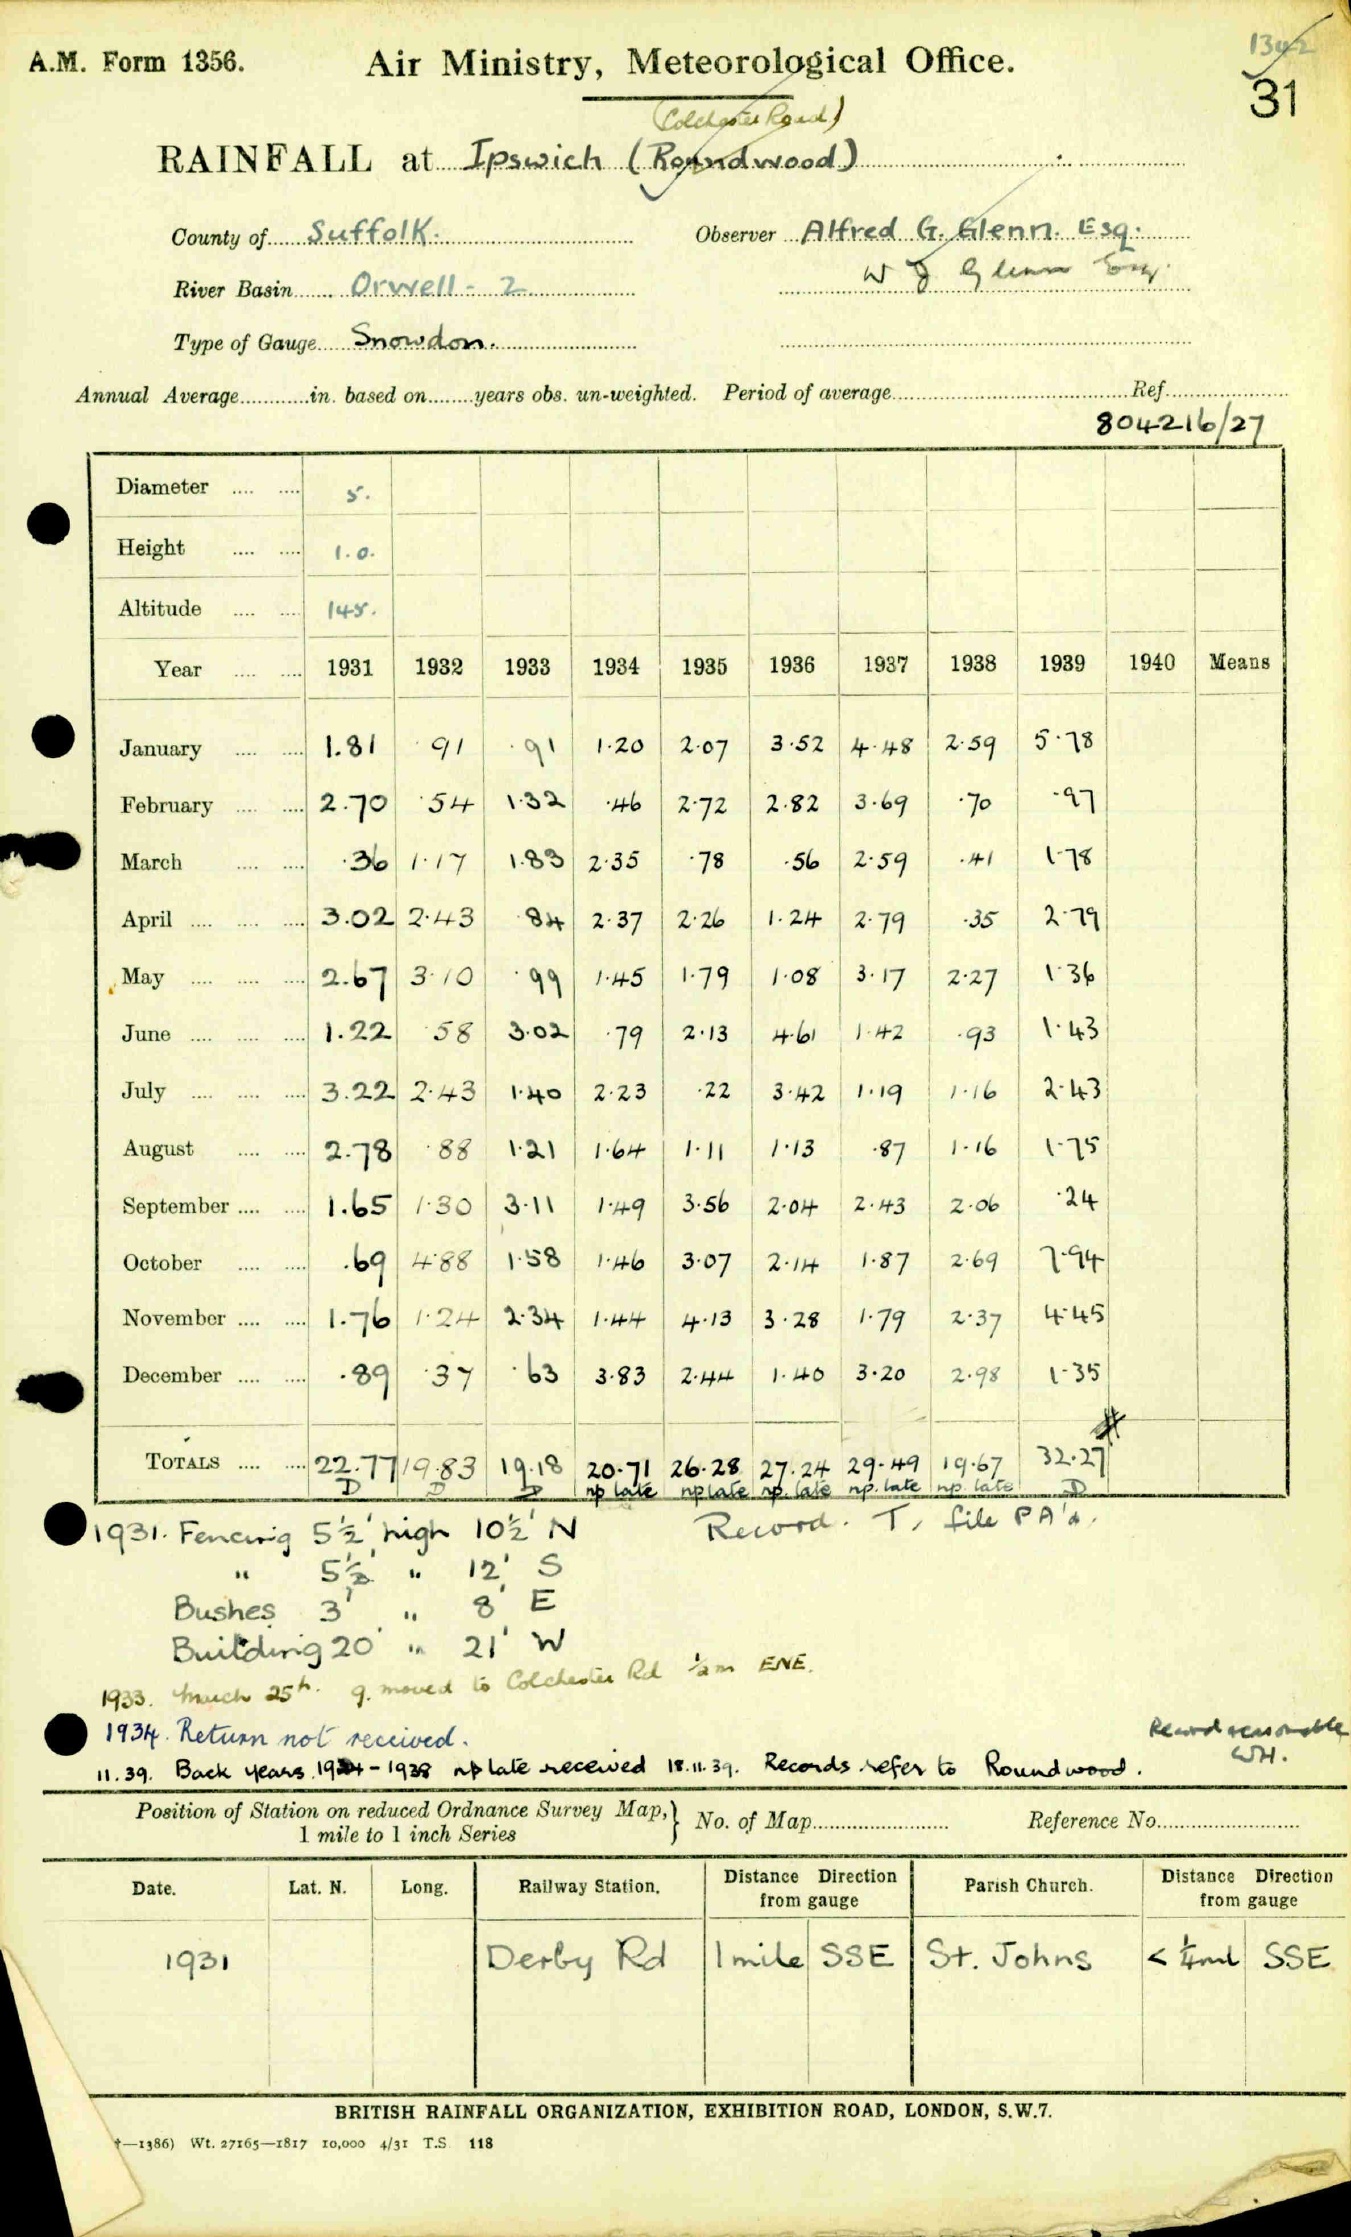 A.M. Form 1356.
Air Ministry, Meteorological Office.
1342
31
(Colchester Road)
RAINFALL at Ipswich (Roundwood)
County of Suffolk. Observer Alfred G. Glenn. Esq.
River Basin Orwell - 2 W J Glenn Esq.
Type of Gauge Snowdon.
Annual Average in. based on years obs. un-weighted. Period of average Ref.
804216/27
Diameter 5.
Height 1.0.
Altitude 145.
Year 1931 1932 1933 1934 1935 1936 1937 1938 1939 1940 Means
January 1.81 ·91 ·91 1·20 2·07 3·52 4·48 2·59 5·78
February 2.70 ·54 1·32 ·46 2·72 2·82 3·69 ·70 ·97
March ·36 1·17 1·83 2·35 ·78 ·56 2·59 ·41 1·78
April 3.02 2·43 ·84 2·37 2·26 1·24 2·79 ·35 2·79
May 2.67 3·10 ·99 1·45 1·79 1·08 3·17 2·27 1·36
June 1.22 ·58 3·02 ·79 2·13 4·61 1·42 ·93 1·43
July 3.22 2·43 1·40 2·23 ·22 3·42 1·19 1·16 2·43
August 2.78 ·88 1·21 1·64 1·11 1·13 ·87 1·16 1·75
September 1.65 1·30 3·11 1·49 3·56 2·04 2·43 2·06 ·24
October .69 4·88 1·58 1·46 3·07 2·14 1·87 2·69 7·94
November 1.76 1·24 2·34 1·44 4·13 3·28 1·79 2·37 4·45
December .89 ·37 ·63 3·83 2·44 1·40 3·20 2·98 1·35
TOTALS 22.77 19·83 19·18 20·71 26·28 27·24 29·49 19·67 32·27
D D D np late np late np. late np. late np. late D
1931. Fencing 5½' high 10½' N Record. T, file PA'd.
" 5½' " 12' S
Bushes 3' " 8' E
Building 20' " 21' W
1933. March 25th. g. moved to Colchester Rd ½m ENE.
1934. Return not received.
Record reasonable
WH.
11.39. Back years 1934 - 1938 np late received 18.11.39. Records refer to Roundwood.
Position of Station on reduced Ordnance Survey Map, 1 mile to 1 inch Series } No. of Map Reference No.
Date. Lat. N. Long. Railway Station. Distance Direction from gauge Parish Church. Distance Direction from gauge
1931 Derby Rd 1 mile SSE St. Johns < ¼ ml SSE
BRITISH RAINFALL ORGANIZATION, EXHIBITION ROAD, LONDON, S.W.7.
—1386) Wt. 27165—1817 10,000 4/31 T.S. 118